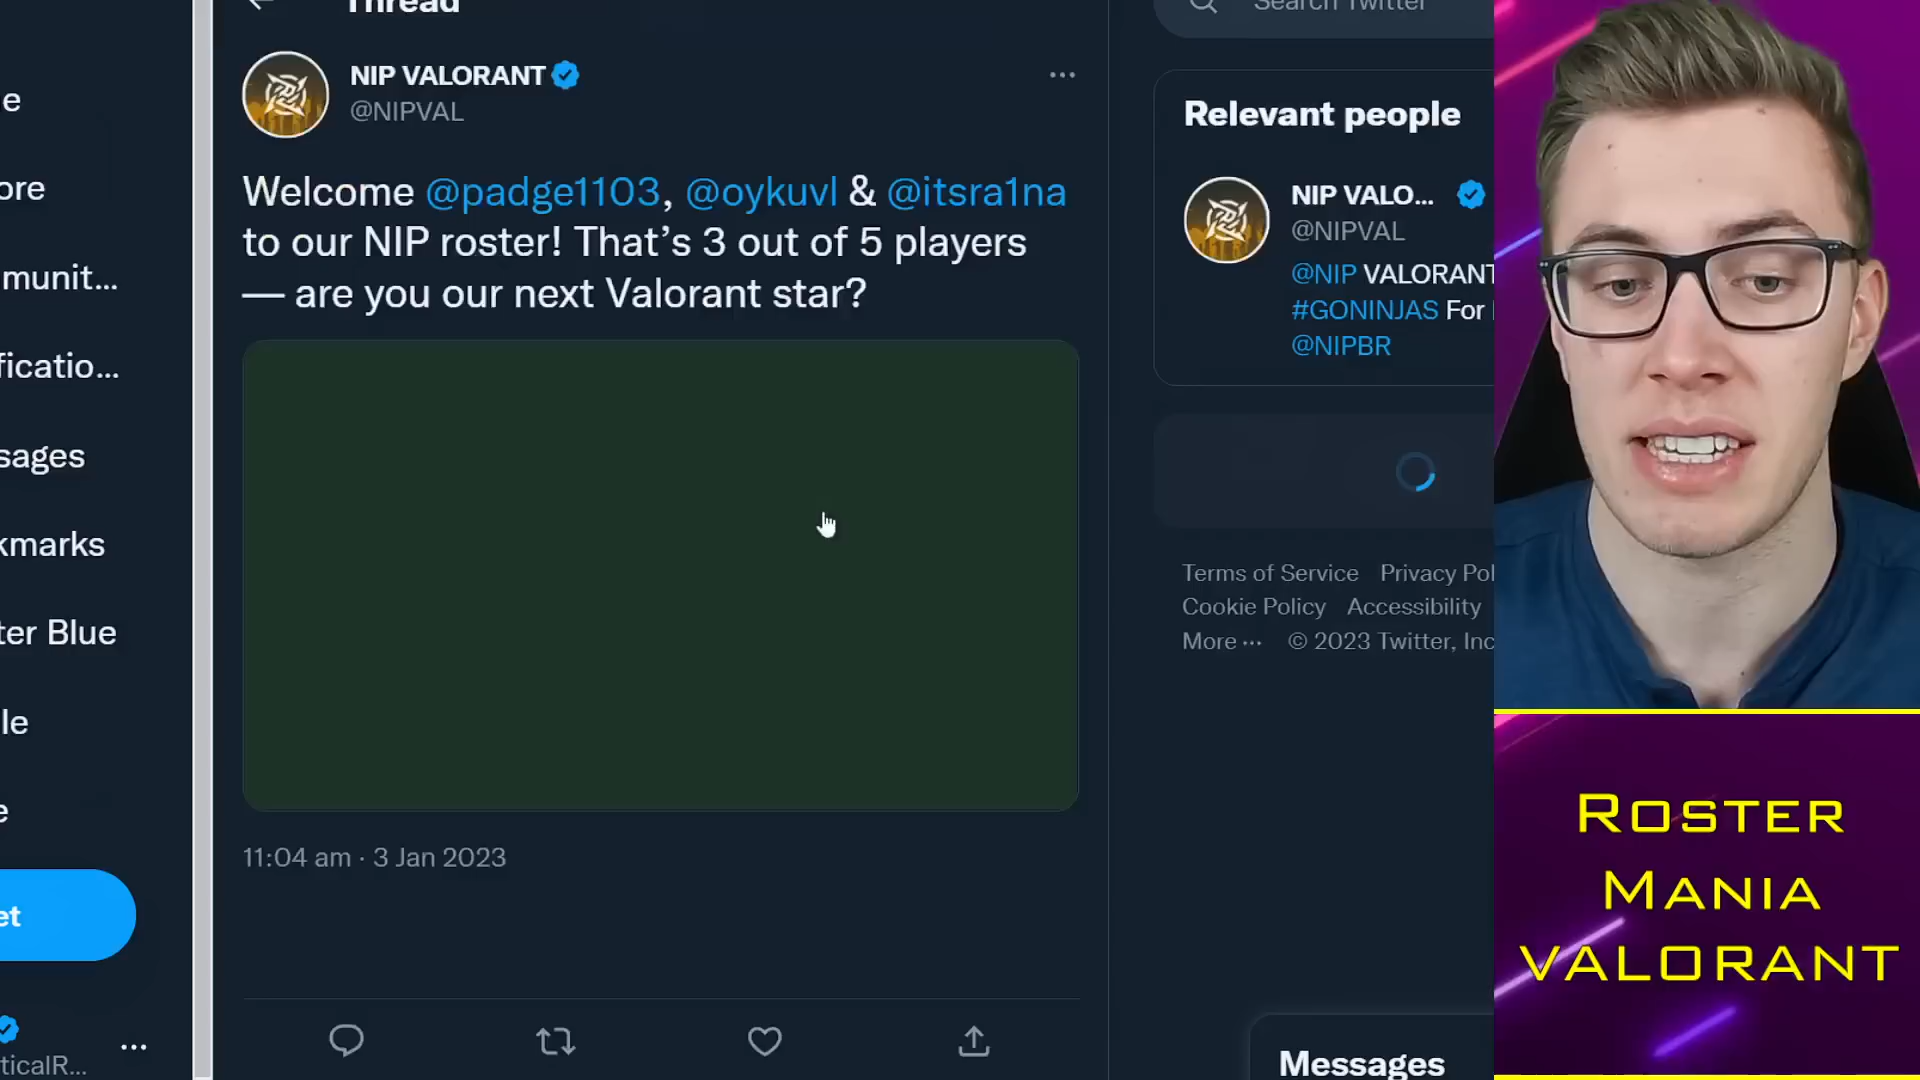 Thread
Search Twitter
NIP VALORANT
@NIPVAL
Welcome @padge1103, @oykuvl & @itsra1na
to our NIP roster! That’s 3 out of 5 players
— are you our next Valorant star?
11:04 am · 3 Jan 2023
e
ore
munit...
ficatio...
sages
kmarks
ter Blue
le
e
et
ticalR...
Relevant people
NIP VALO...
@NIPVAL
@NIP VALORANT
#GONINJAS For
@NIPBR
Terms of Service Privacy Pol
Cookie Policy Accessibility
More ··· © 2023 Twitter, Inc
Messages
ROSTER
MANIA
VALORANT